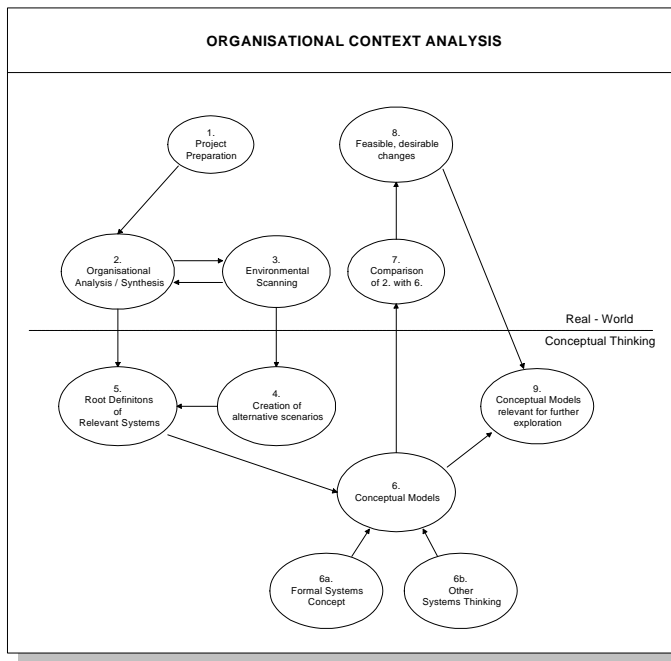 ORGANISATIONAL CONTEXT ANALYSIS
1.
Project
Preparation
8.
Feasible, desirable
changes
2.
Organisational
Analysis / Synthesis
3.
Environmental
Scanning
7.
Comparison
of 2. with 6.
Real - World
Conceptual Thinking
5.
Root Definitons
of
Relevant Systems
4.
Creation of
alternative scenarios
9.
Conceptual Models
relevant for further
exploration
6.
Conceptual Models
6a.
Formal Systems
Concept
6b.
Other
Systems Thinking